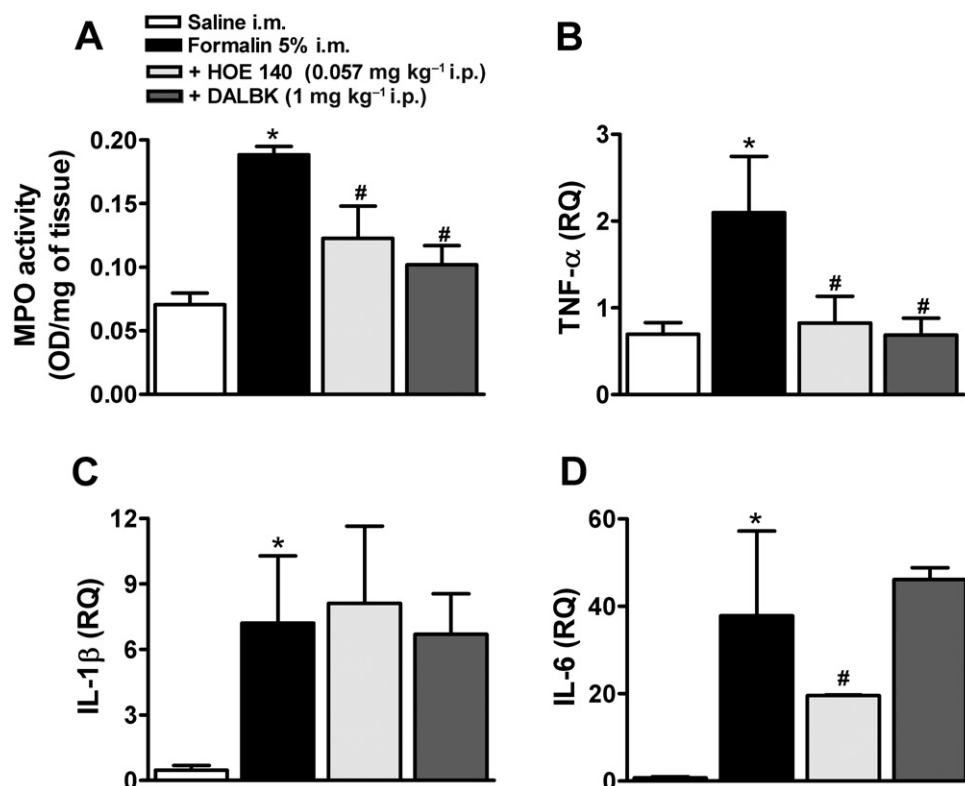 A
Saline i.m.
Formalin 5% i.m.
+ HOE 140 (0.057 mg kg⁻¹ i.p.)
+ DALBK (1 mg kg⁻¹ i.p.)
MPO activity
(OD/mg of tissue)
0.20
0.15
0.10
0.05
0.00
*
#
#
B
TNF-α (RQ)
3
2
1
0
*
#
#
C
IL-1β (RQ)
12
9
6
3
0
*
D
IL-6 (RQ)
60
40
20
0
*
#